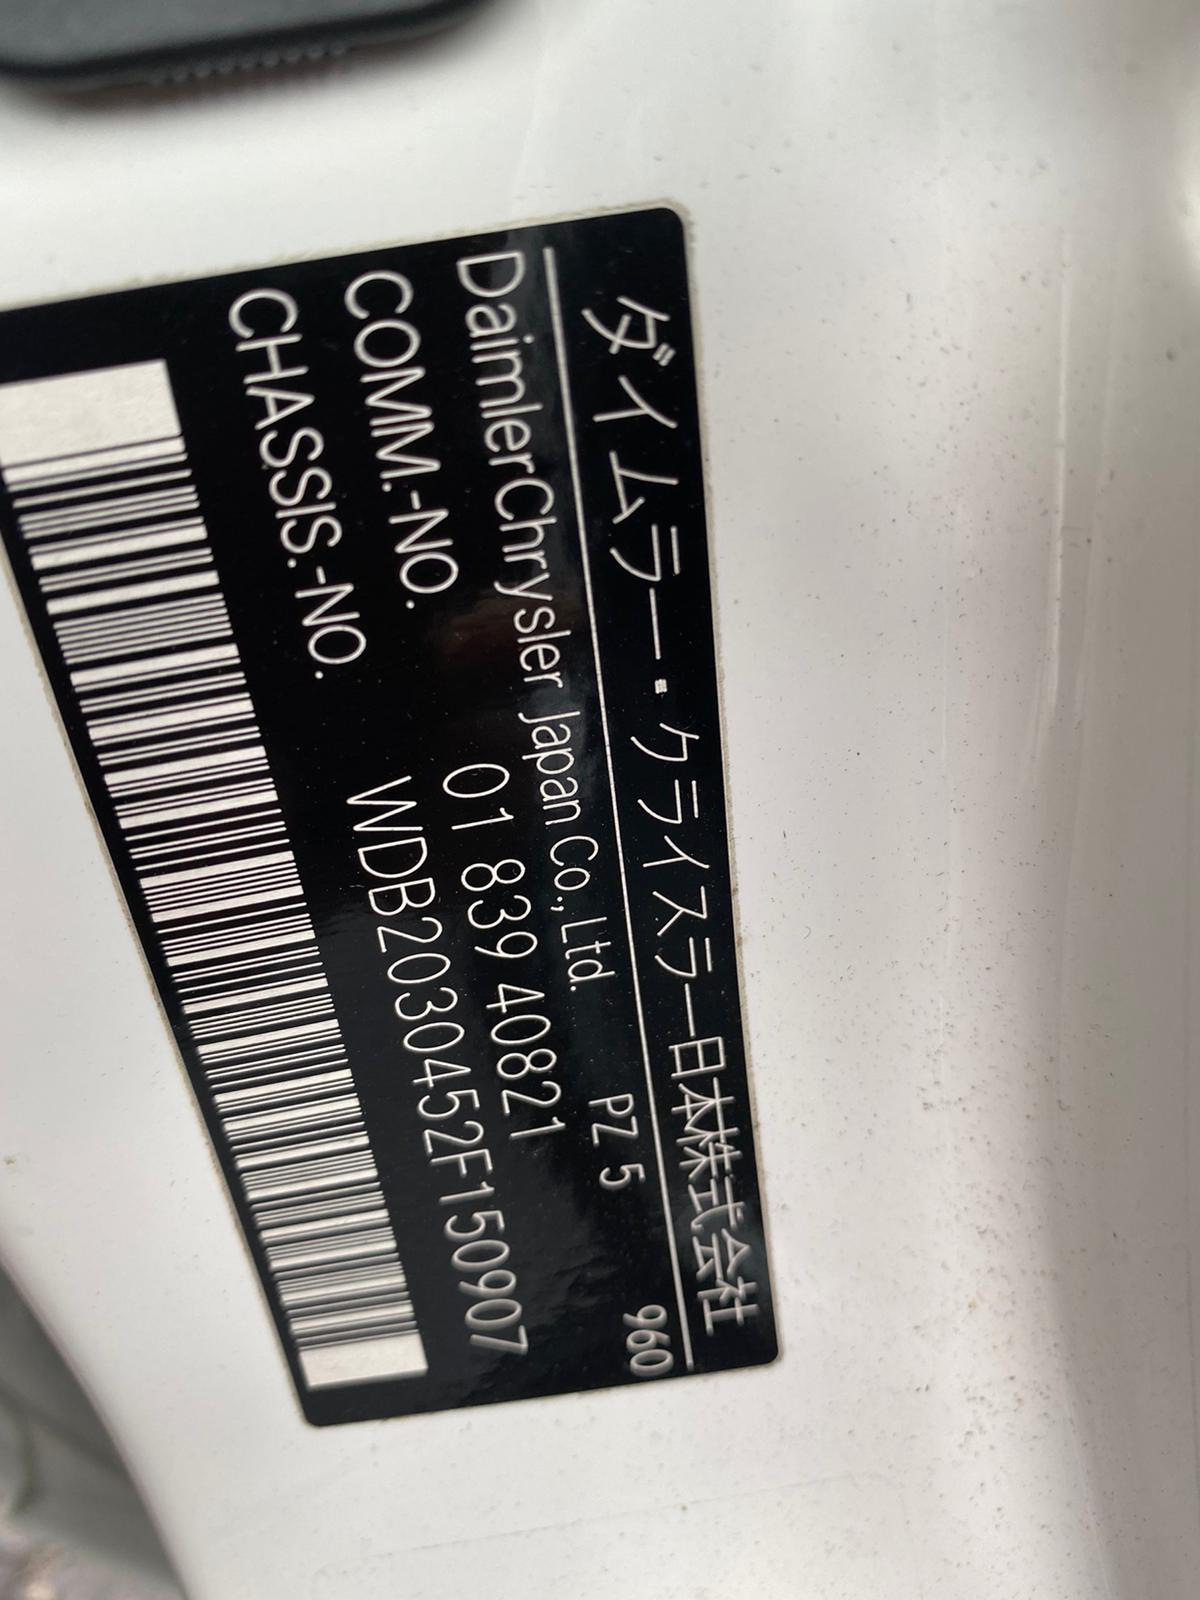 ダイムラー・クライスラー日本株式会社
DaimlerChrysler Japan Co., Ltd. PZ 5 960
COMM.-NO. 01 839 40821
CHASSIS.-NO. WDB2030452F150907